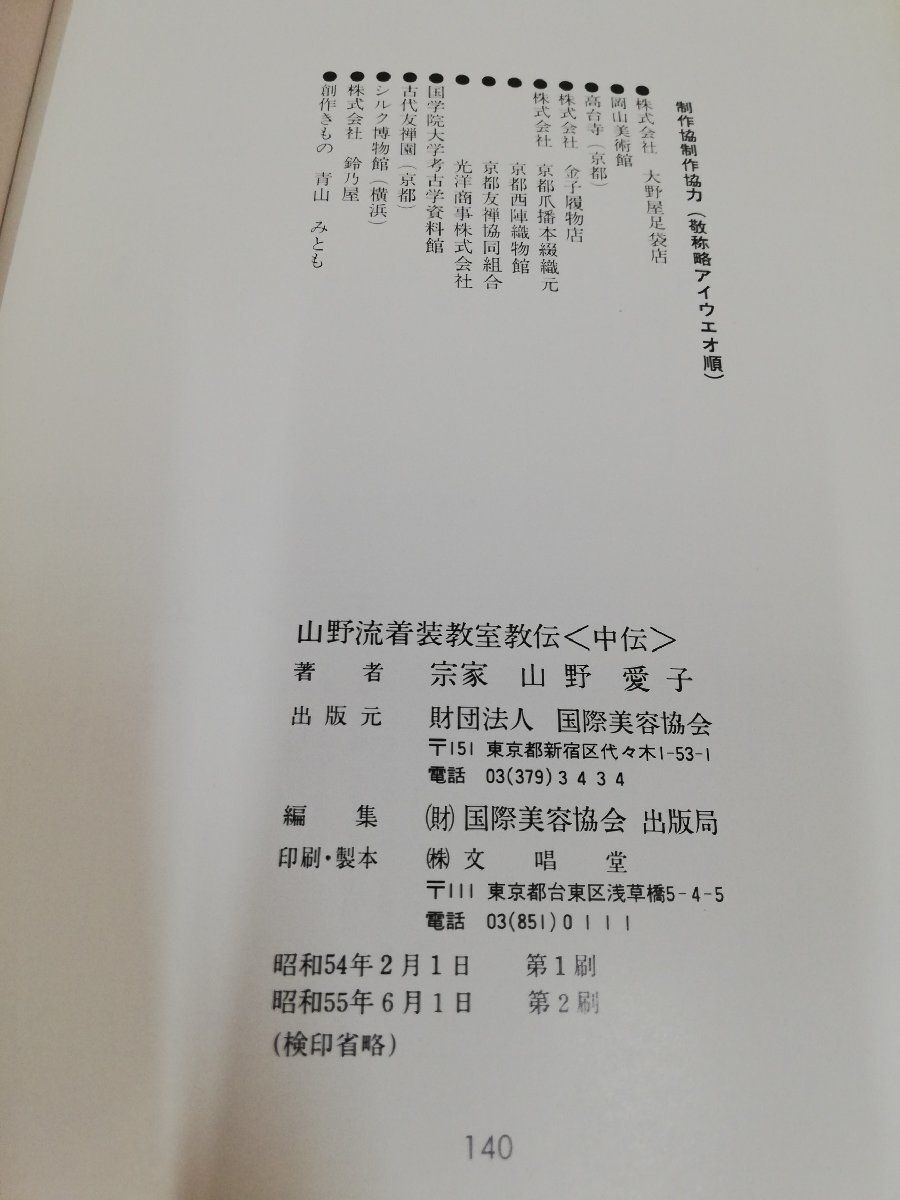 制作協制作協力（敬称略アイウエオ順）
●株式会社　大野屋足袋店
●岡山美術館
●高台寺（京都）
●株式会社　金子履物店
●株式会社　京都爪播本綴織元
●京都西陣織物館
●京都友禅協同組合
●光洋商事株式会社
●国学院大学考古学資料館
●古代友禅園（京都）
●シルク博物館（横浜）
●株式会社　鈴乃屋
●創作きもの　青山　みとも
山野流着装教室教伝＜中伝＞
著　者　宗家　山野　愛子
出版元　財団法人　国際美容協会
〒151 東京都新宿区代々木1-53-1
電話　03(379)3434
編　集　㈶国際美容協会 出版局
印刷・製本　㈱文唱堂
〒111 東京都台東区浅草橋5-4-5
電話　03(851)0111
昭和54年2月1日　第1刷
昭和55年6月1日　第2刷
(検印省略)
140